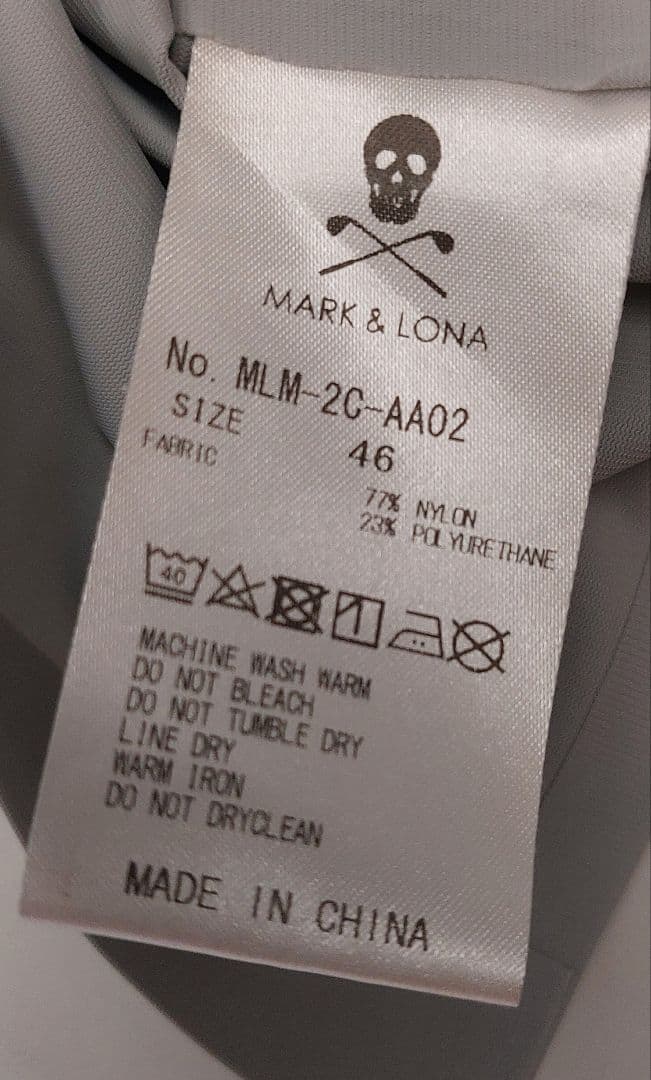 MARK & LONA
No. MLM-2C-AA02
SIZE 46
FABRIC
77% NYLON
23% POLYURETHANE
40
MACHINE WASH WARM
DO NOT BLEACH
DO NOT TUMBLE DRY
LINE DRY
WARM IRON
DO NOT DRYCLEAN
MADE IN CHINA